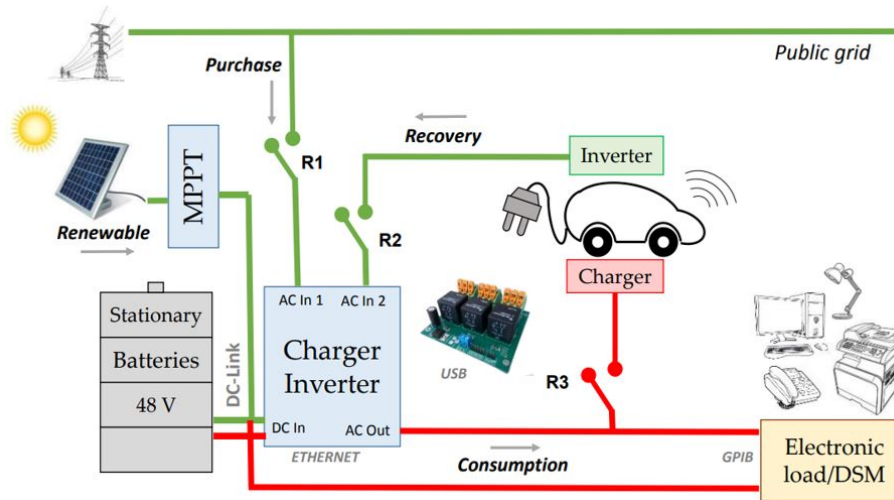 Public grid
Purchase
Recovery
Inverter
R1
MPPT
R2
Renewable
Charger
AC In 1
AC In 2
Stationary
Batteries
48 V
DC-Link
Charger
Inverter
USB
R3
DC In
AC Out
ETHERNET
Consumption
GPIB
Electronic
load/DSM